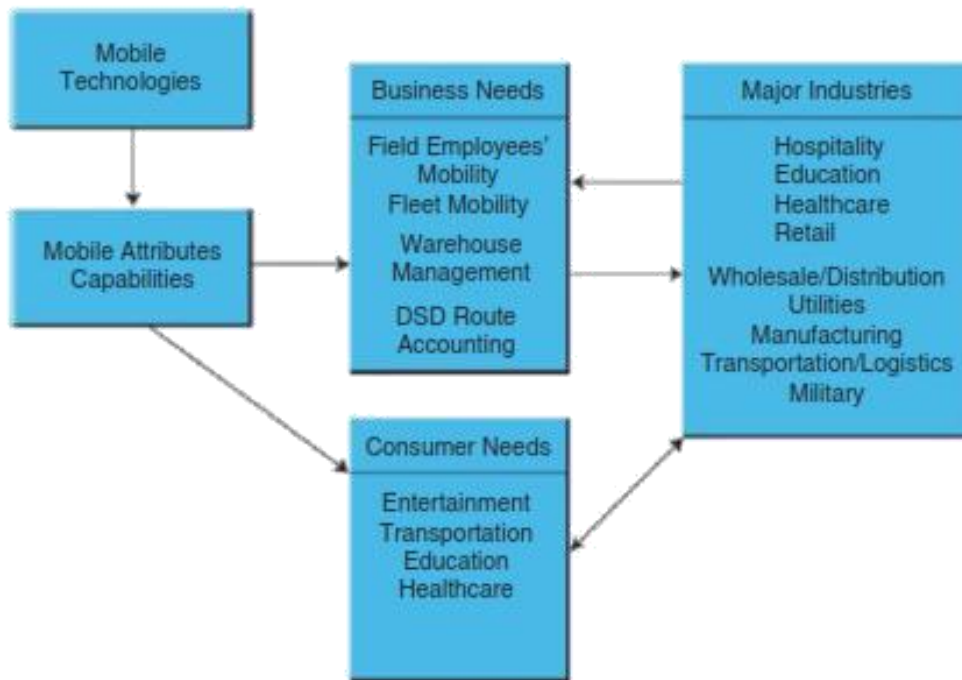 Mobile
Technologies
Mobile Attributes
Capabilities
Business Needs
Field Employees'
Mobility
Fleet Mobility
Warehouse
Management
DSD Route
Accounting
Consumer Needs
Entertainment
Transportation
Education
Healthcare
Major Industries
Hospitality
Education
Healthcare
Retail
Wholesale/Distribution
Utilities
Manufacturing
Transportation/Logistics
Military